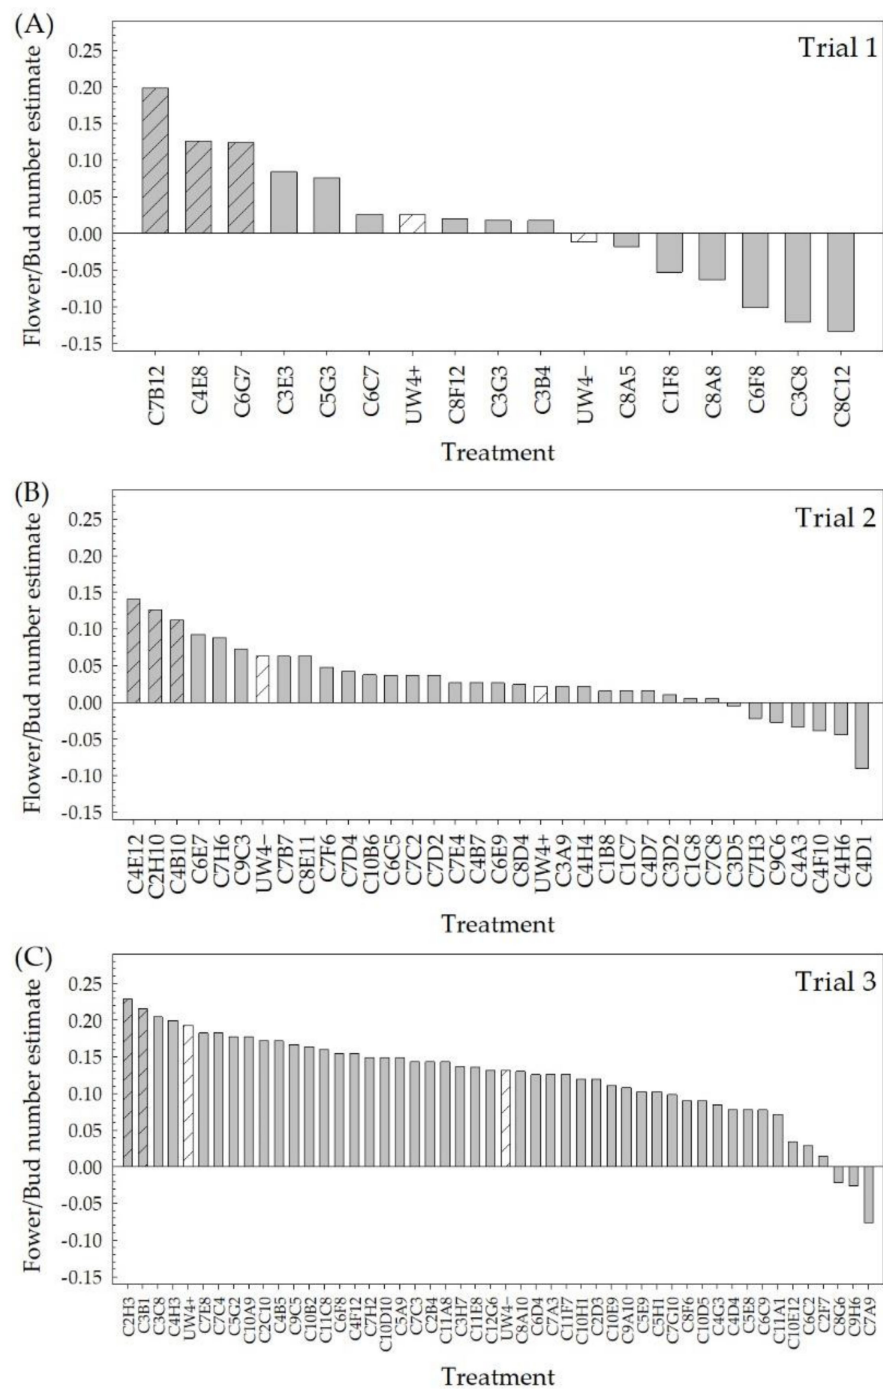 (A)
Trial 1
Flower/Bud number estimate
0.25
0.20
0.15
0.10
0.05
0.00
-0.05
-0.10
-0.15
C7B12 C4E8 C6G7 C3E3 C5G3 C6C7 UW4+ C8F12 C3G3 C3B4 UW4− C8A5 C1F8 C8A8 C6F8 C3C8 C8C12
Treatment
(B)
Trial 2
Flower/Bud number estimate
0.25
0.20
0.15
0.10
0.05
0.00
-0.05
-0.10
-0.15
C4E12 C2H10 C4B10 C6E7 C7H6 C9C3 UW4− C7B7 C8E11 C7F6 C7D4 C10B6 C6C5 C7C2 C7D2 C7E4 C4B7 C6E9 C8D4 UW4+ C3A9 C4H4 C1B8 C1C7 C4D7 C3D2 C1G8 C7C8 C3D5 C7H3 C9C6 C4A3 C4F10 C4H6 C4D1
Treatment
(C)
Trial 3
Fower/Bud number estimate
0.25
0.20
0.15
0.10
0.05
0.00
-0.05
-0.10
-0.15
C2H3 C3B1 C3C8 C4H3 UW4+ C7E8 C7C4 C5G2 C10A9 C2C10 C4B5 C9C5 C10B2 C11C8 C6F8 C4F12 C7H2 C10D10 C5A9 C7C3 C2B4 C11A8 C3H7 C11E8 C12G6 UW4− C8A10 C6D4 C7A3 C11F7 C10H1 C2D3 C10E9 C9A10 C5E9 C5H1 C7G10 C8F6 C10D5 C4G3 C4D4 C5E8 C6C9 C11A1 C10E12 C6C2 C2F7 C8G6 C9H6 C7A9
Treatment